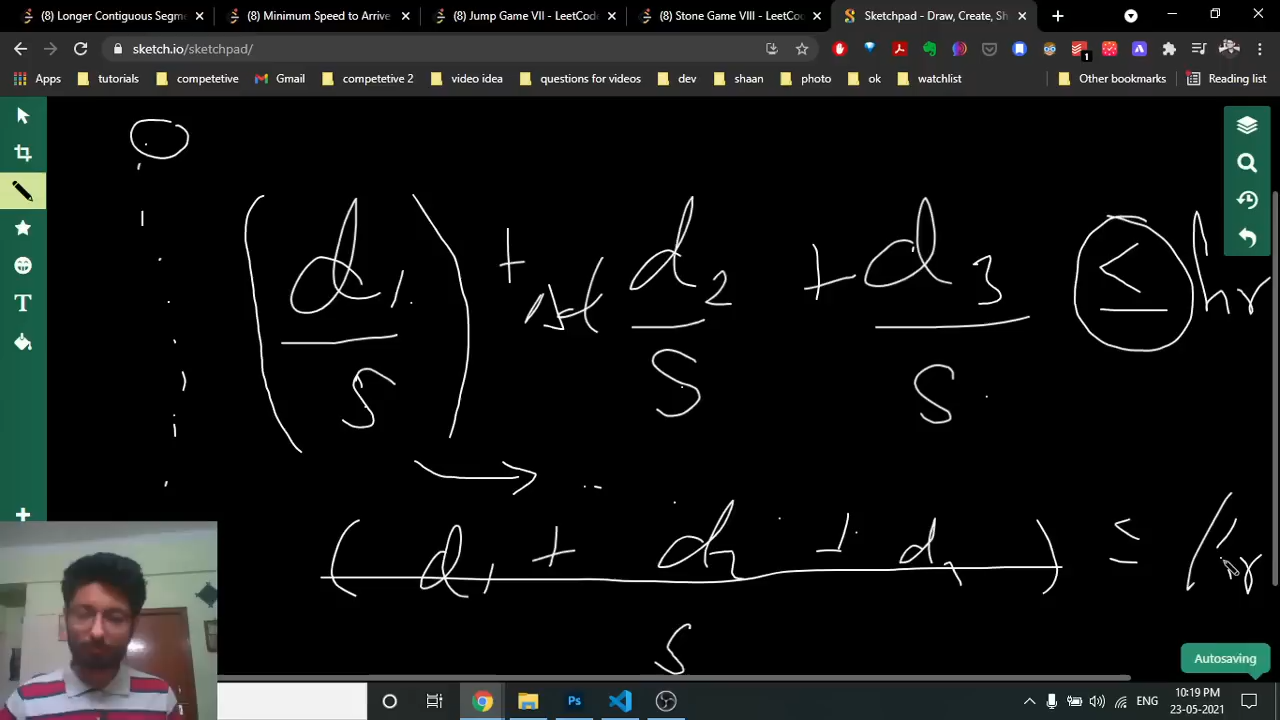 (8) Longer Contiguous Segm
(8) Minimum Speed to Arrive
(8) Jump Game VII - LeetCode
(8) Stone Game VIII - LeetCo
Sketchpad - Draw, Create, Sh
sketch.io/sketchpad/
1
Apps
tutorials
competetive
Gmail
competetive 2
video idea
questions for videos
dev
shaan
photo
ok
watchlist
Other bookmarks
Reading list
( d1 / S ) + d2 / S + d3 / S ≤ hr
T
( d1 + d2 + d3 ) / S ≤ hr
Autosaving
ENG
10:19 PM
23-05-2021